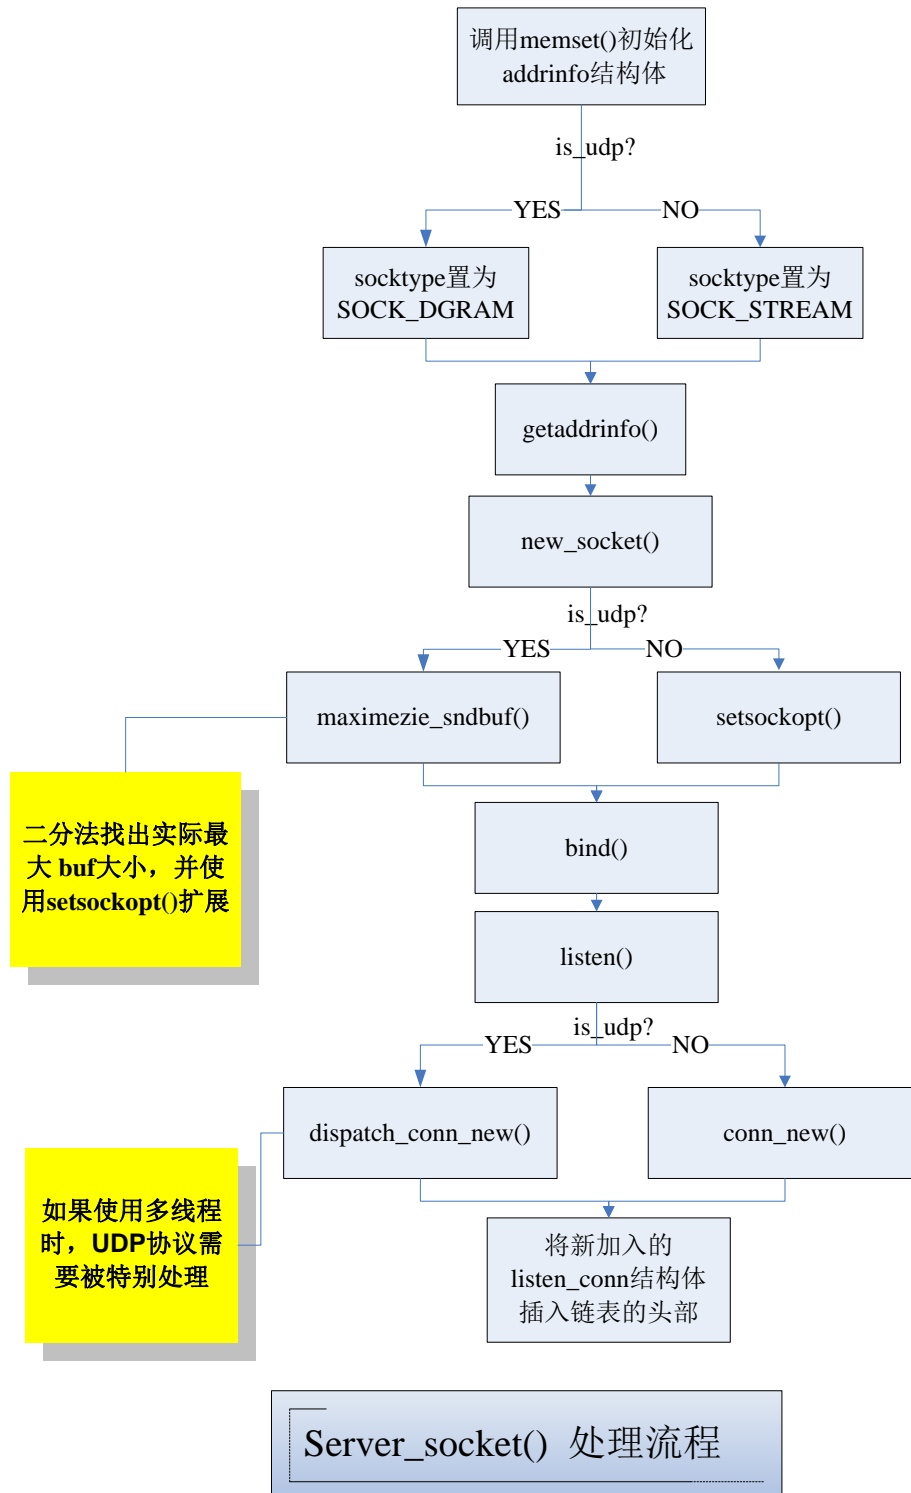 调用memset()初始化
addrinfo结构体
is_udp?
YES
NO
socktype置为
SOCK_DGRAM
socktype置为
SOCK_STREAM
getaddrinfo()
new_socket()
is_udp?
YES
NO
maximezie_sndbuf()
setsockopt()
二分法找出实际最
大 buf大小，并使
用setsockopt()扩展
bind()
listen()
is_udp?
YES
NO
dispatch_conn_new()
conn_new()
如果使用多线程
时，UDP协议需
要被特别处理
将新加入的
listen_conn结构体
插入链表的头部
Server_socket() 处理流程